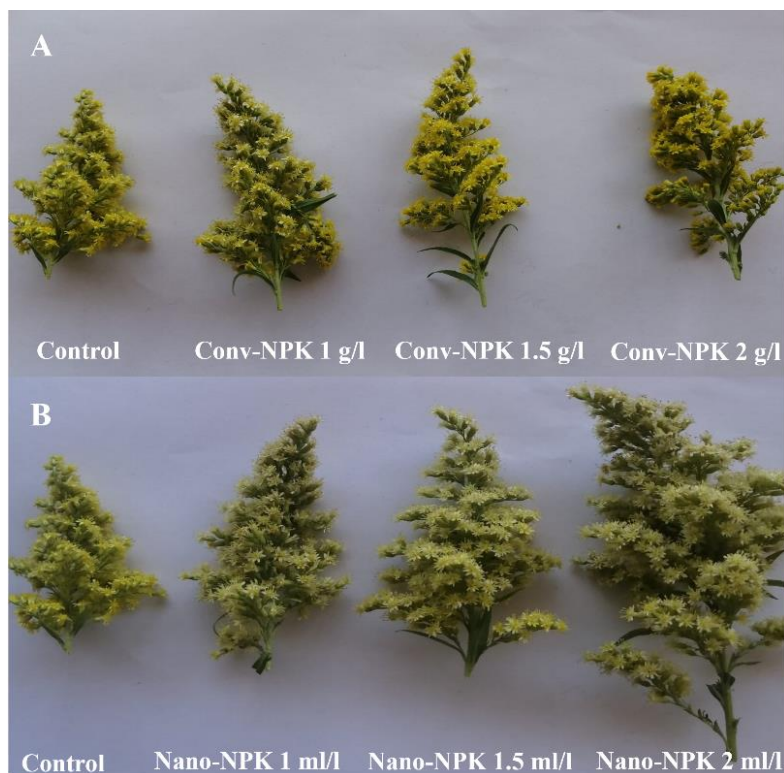 A
Control Conv-NPK 1 g/l Conv-NPK 1.5 g/l Conv-NPK 2 g/l
B
Control Nano-NPK 1 ml/l Nano-NPK 1.5 ml/l Nano-NPK 2 ml/l